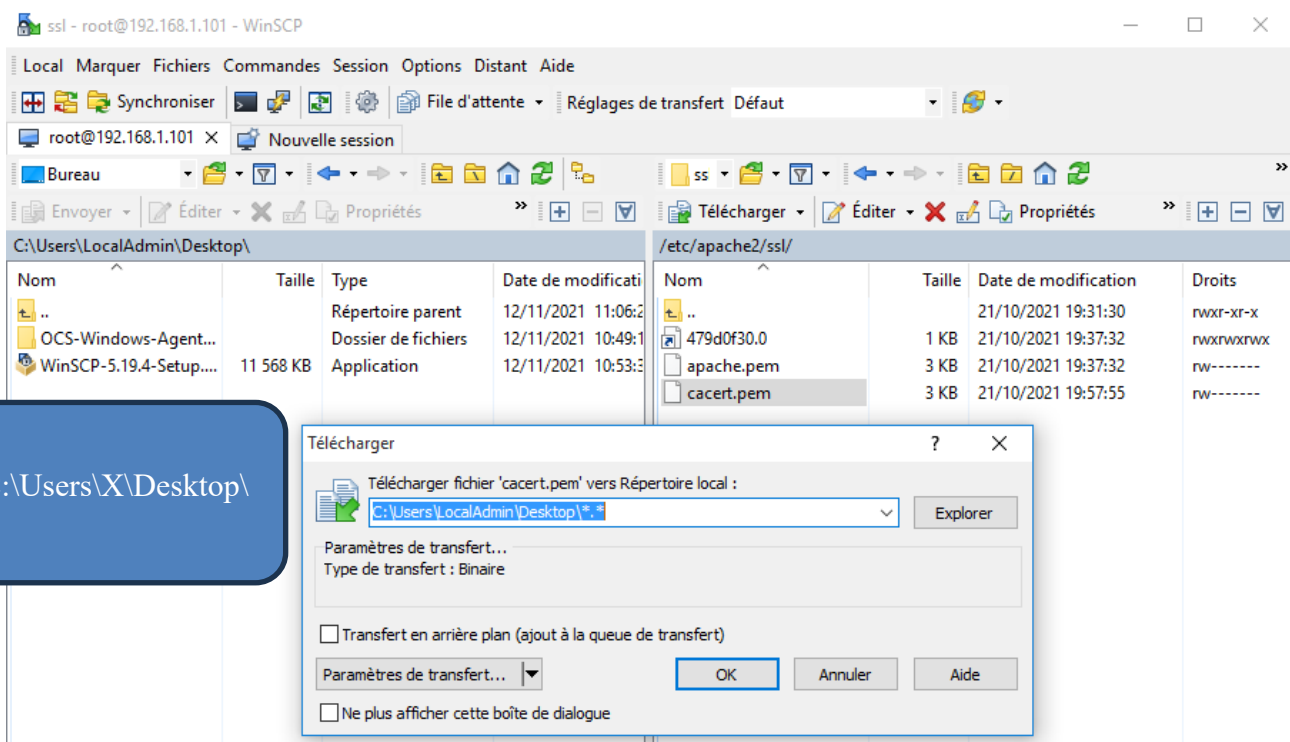 ssl - root@192.168.1.101 - WinSCP
Local Marquer Fichiers Commandes Session Options Distant Aide
Synchroniser File d'attente Réglages de transfert Défaut
root@192.168.1.101 Nouvelle session
Bureau ss »
Envoyer Éditer Propriétés » Télécharger Éditer Propriétés »
C:\Users\LocalAdmin\Desktop\ /etc/apache2/ssl/
Nom Taille Type Date de modificati Nom Taille Date de modification Droits
.. Répertoire parent 12/11/2021 11:06:2 .. 21/10/2021 19:31:30 rwxr-xr-x
OCS-Windows-Agent... Dossier de fichiers 12/11/2021 10:49:1 479d0f30.0 1 KB 21/10/2021 19:37:32 rwxrwxrwx
WinSCP-5.19.4-Setup.... 11 568 KB Application 12/11/2021 10:53:3 apache.pem 3 KB 21/10/2021 19:37:32 rw-------
cacert.pem 3 KB 21/10/2021 19:57:55 rw-------
:\Users\X\Desktop\
Télécharger ?
Télécharger fichier 'cacert.pem' vers Répertoire local :
C:\Users\LocalAdmin\Desktop\*.* Explorer
Paramètres de transfert...
Type de transfert : Binaire
Transfert en arrière plan (ajout à la queue de transfert)
Paramètres de transfert... OK Annuler Aide
Ne plus afficher cette boîte de dialogue